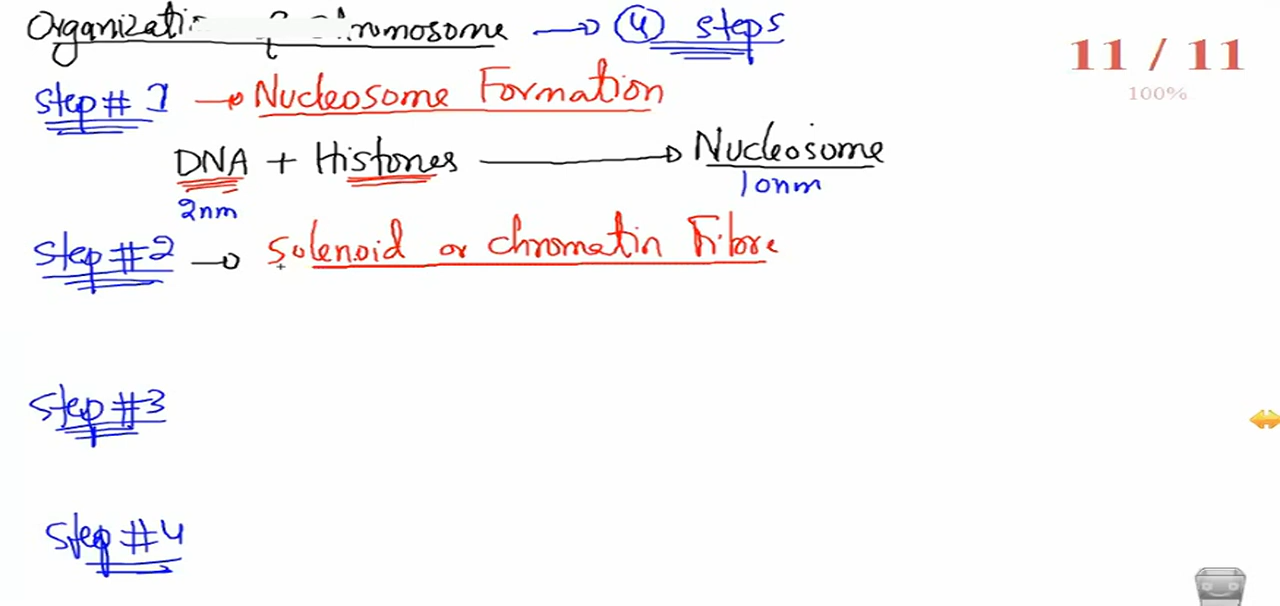 Organizati of chromosome → ④ steps
11 / 11
100%
Step # 1 → Nucleosome Formation
DNA + Histones → Nucleosome
2nm
10nm
Step #2 → Solenoid or chromatin Fibre
Step #3
Step #4